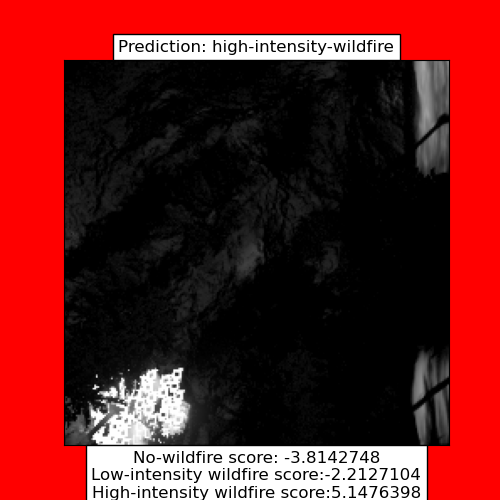 Prediction: high-intensity-wildfire
No-wildfire score: -3.8142748
Low-intensity wildfire score:-2.2127104
High-intensity wildfire score:5.1476398